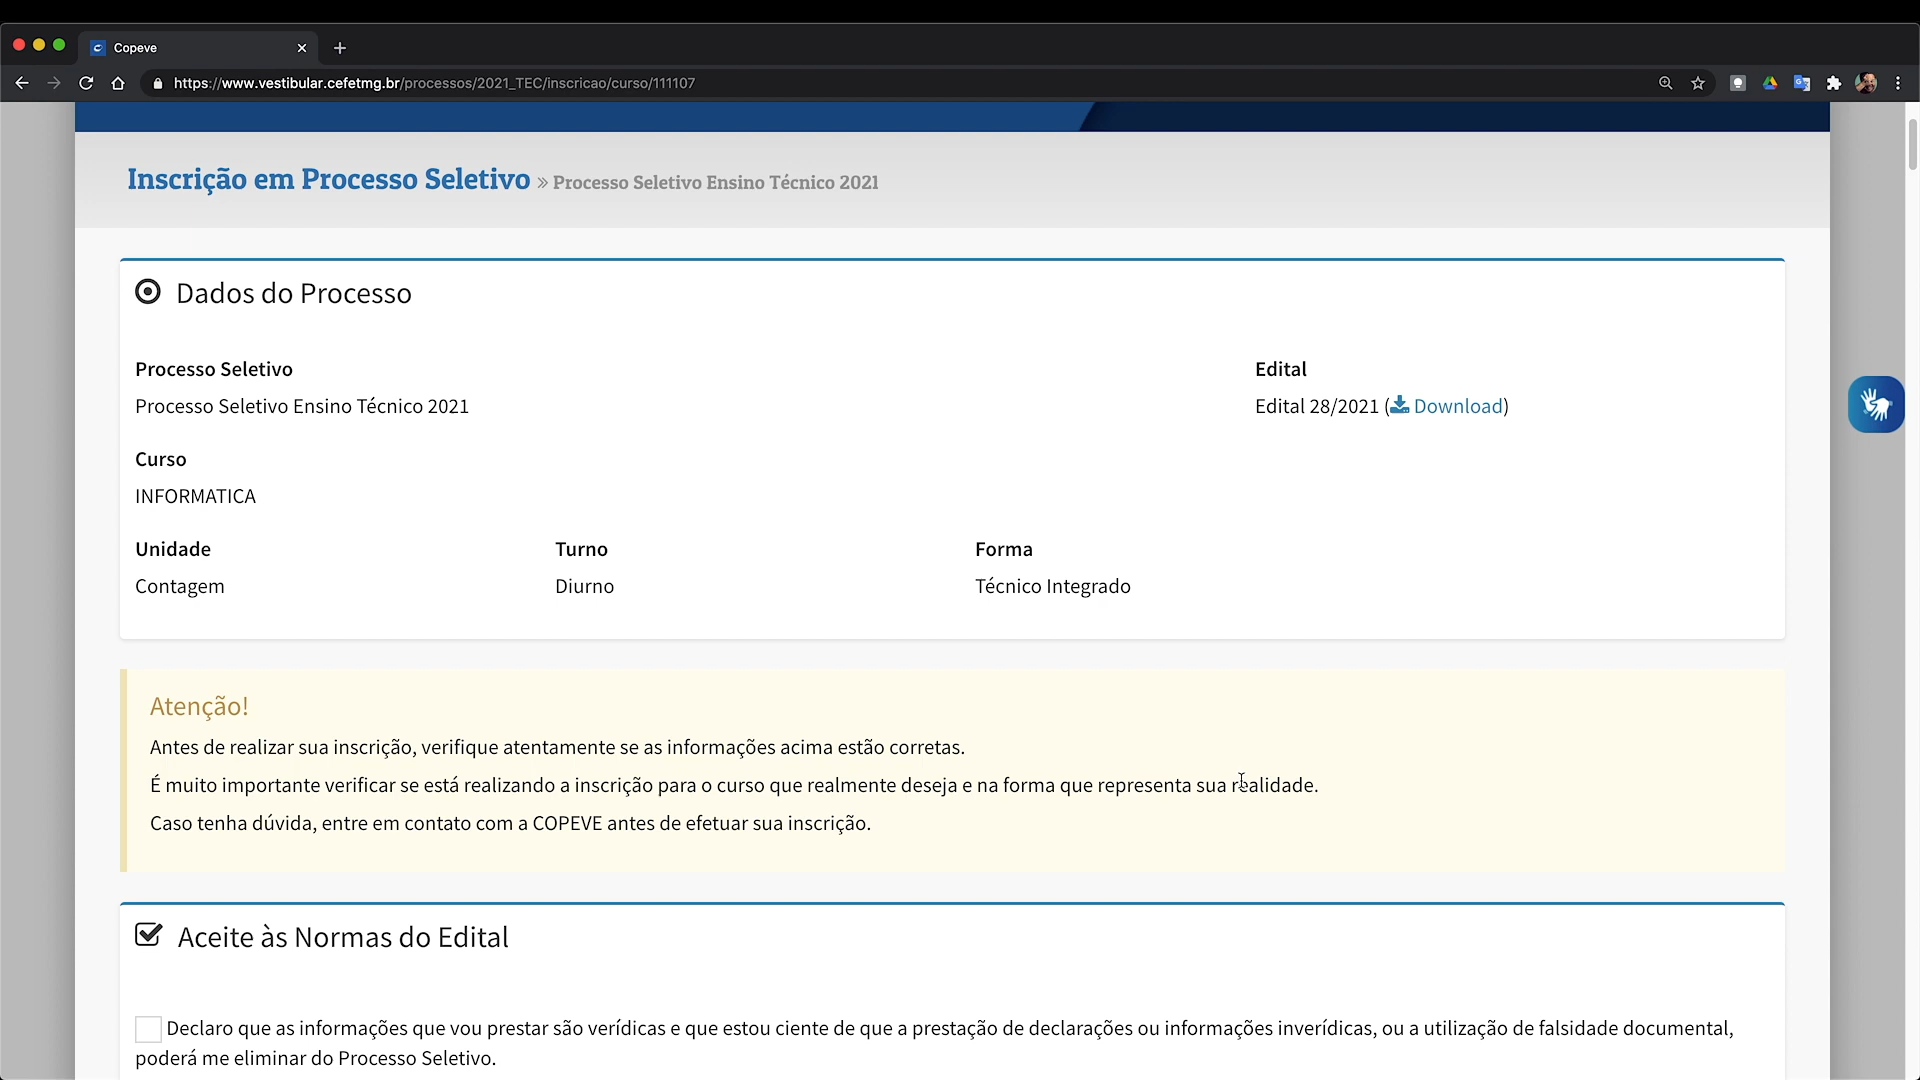 Copeve
https://www.vestibular.cefetmg.br/processos/2021_TEC/inscricao/curso/111107
Inscrição em Processo Seletivo » Processo Seletivo Ensino Técnico 2021
Dados do Processo
Processo Seletivo
Edital
Processo Seletivo Ensino Técnico 2021
Edital 28/2021 (Download)
Curso
INFORMATICA
Unidade
Turno
Forma
Contagem
Diurno
Técnico Integrado
Atenção!
Antes de realizar sua inscrição, verifique atentamente se as informações acima estão corretas.
É muito importante verificar se está realizando a inscrição para o curso que realmente deseja e na forma que representa sua realidade.
Caso tenha dúvida, entre em contato com a COPEVE antes de efetuar sua inscrição.
Aceite às Normas do Edital
Declaro que as informações que vou prestar são verídicas e que estou ciente de que a prestação de declarações ou informações inverídicas, ou a utilização de falsidade documental,
poderá me eliminar do Processo Seletivo.